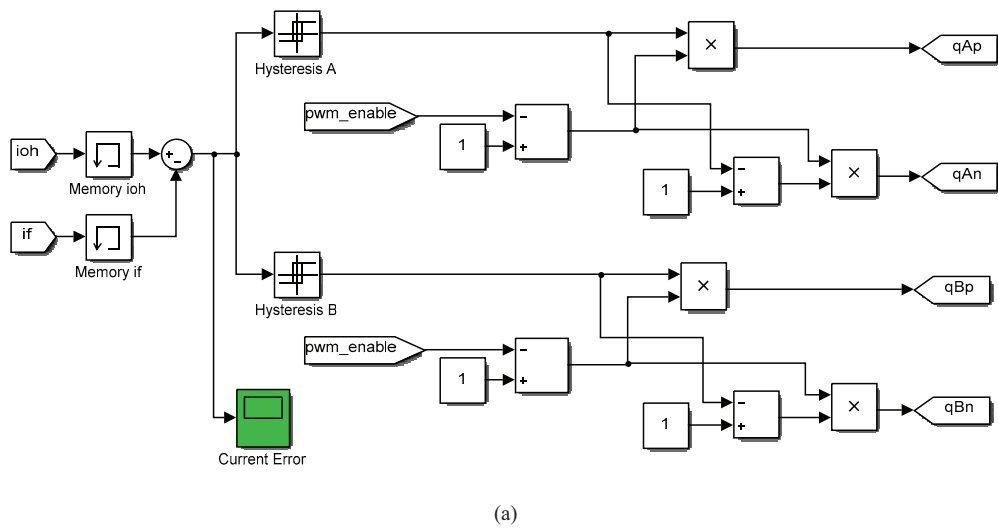 Hysteresis A
qAp
pwm_enable
1
ioh
Memory ioh
1
qAn
if
Memory if
Hysteresis B
qBp
pwm_enable
1
1
qBn
Current Error
(a)